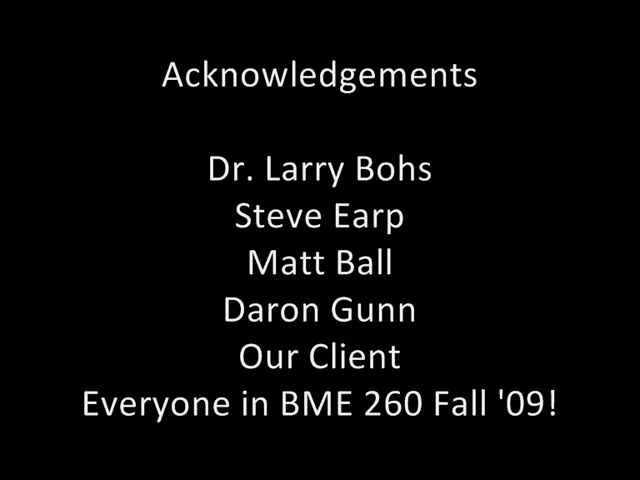 Acknowledgements
Dr. Larry Bohs
Steve Earp
Matt Ball
Daron Gunn
Our Client
Everyone in BME 260 Fall '09!